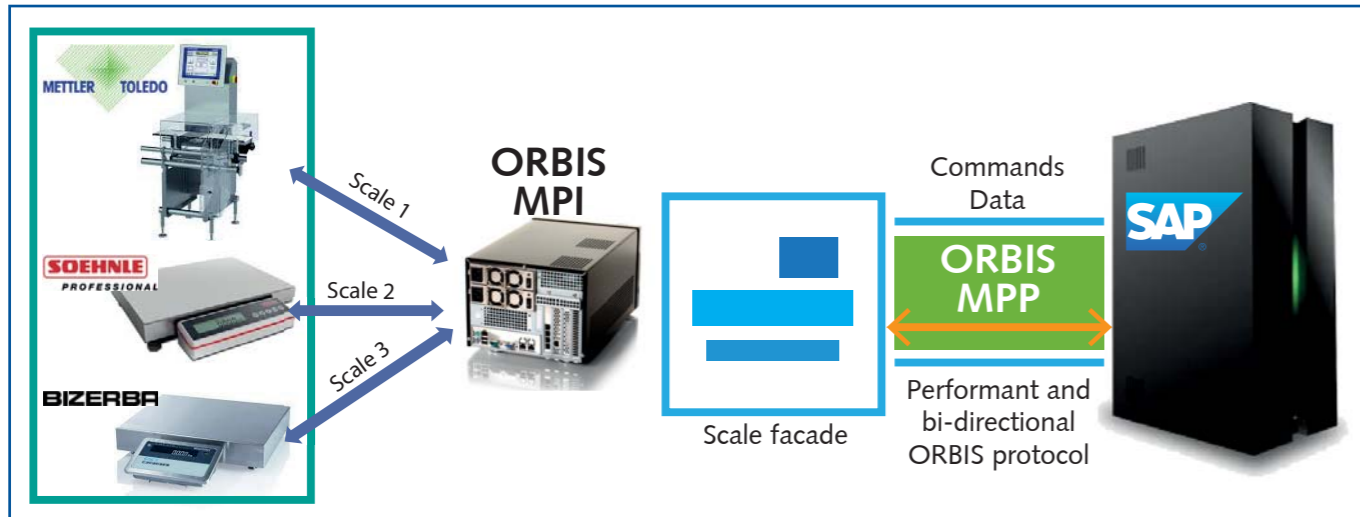 METTLER TOLEDO
Scale 1
SOEHNLE
PROFESSIONAL
Scale 2
BIZERBA
Scale 3
ORBIS
MPI
Scale facade
Commands
Data
ORBIS
MPP
Performant and
bi-directional
ORBIS protocol
SAP
®